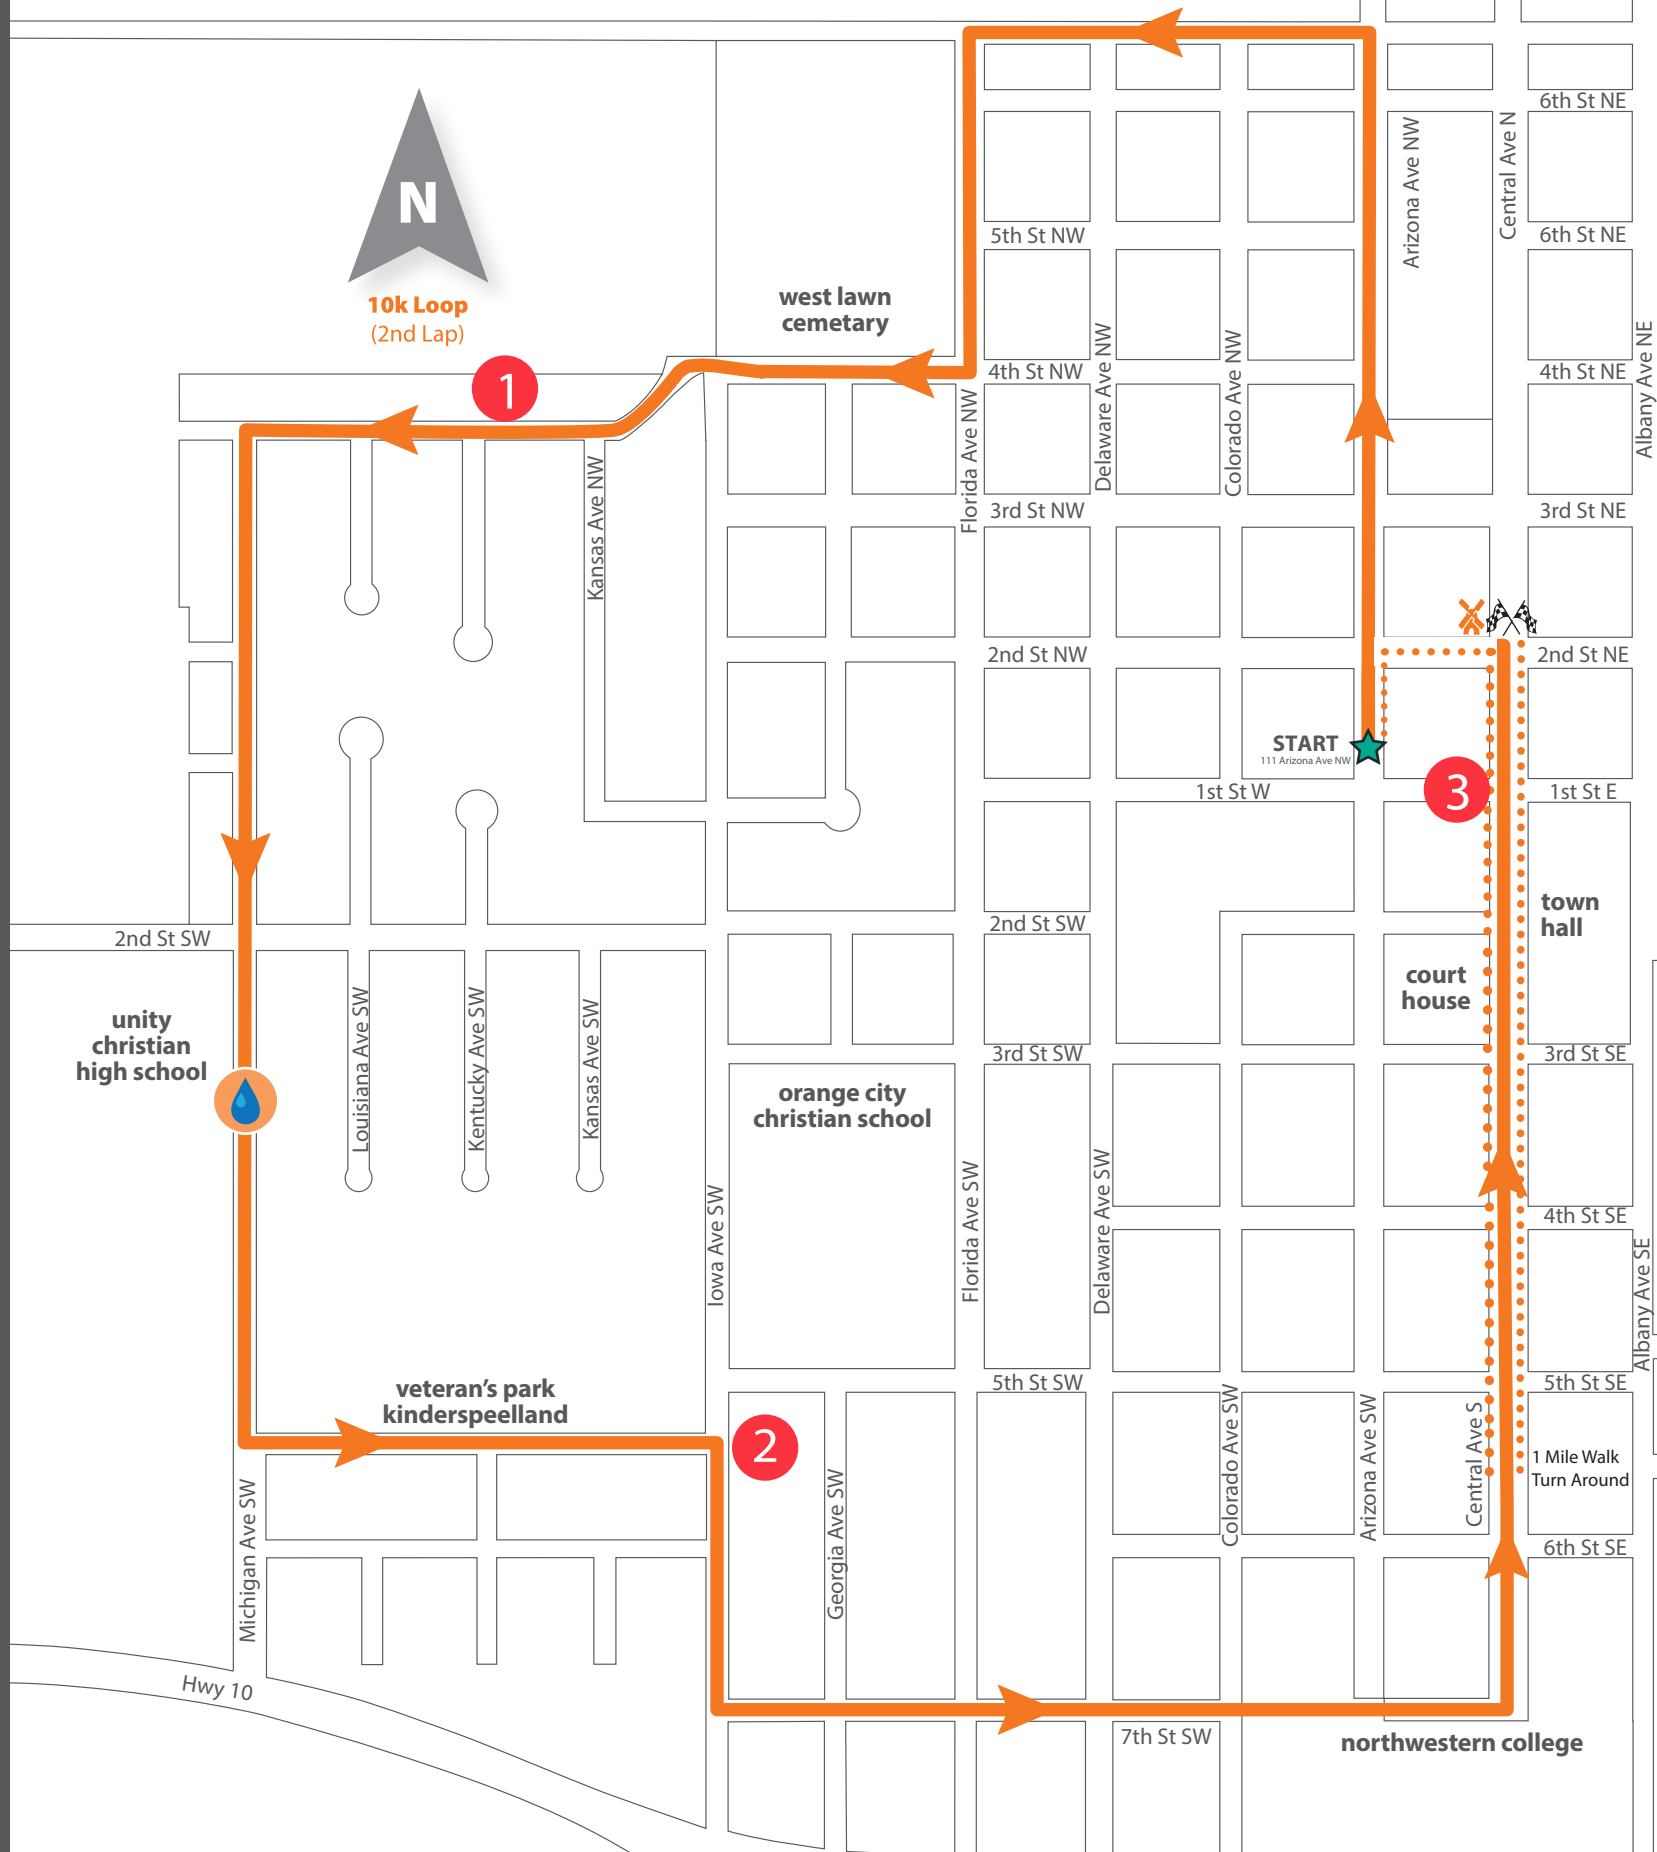 6th St NE
Arizona Ave NW
Central Ave N
N
5th St NW
6th St NE
10k Loop
(2nd Lap)
west lawn
cemetary
Delaware Ave NW
Colorado Ave NW
Albany Ave NE
4th St NW
4th St NE
1
Florida Ave NW
Kansas Ave NW
3rd St NW
3rd St NE
2nd St NW
2nd St NE
START
111 Arizona Ave NW
1st St W
3
1st St E
town
hall
2nd St SW
2nd St SW
court
house
unity
christian
high school
Louisiana Ave SW
Kentucky Ave SW
Kansas Ave SW
3rd St SW
3rd St SE
orange city
christian school
Iowa Ave SW
Florida Ave SW
Delaware Ave SW
4th St SE
Albany Ave SE
veteran's park
kinderspeelland
5th St SW
5th St SE
2
Colorado Ave SW
Arizona Ave SW
Central Ave S
1 Mile Walk
Turn Around
Michigan Ave SW
Georgia Ave SW
6th St SE
Hwy 10
7th St SW
northwestern college